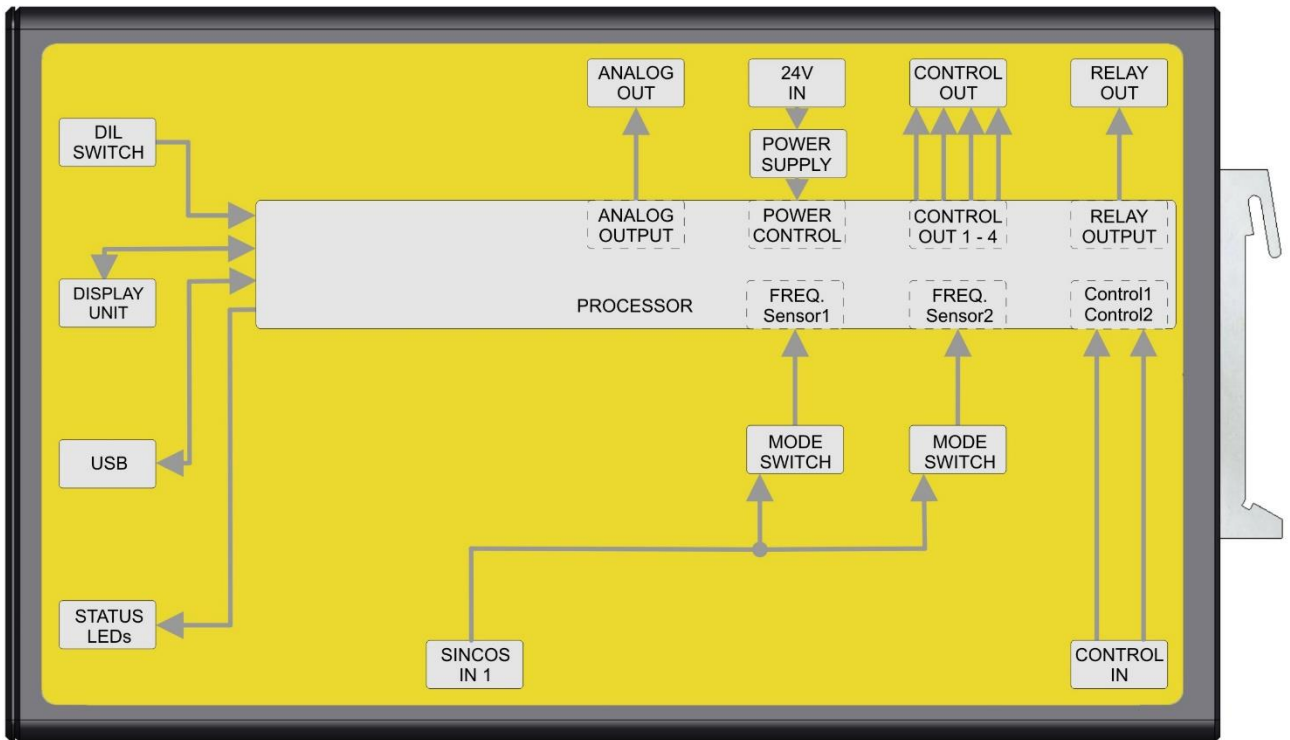 ANALOG
OUT
24V
IN
CONTROL
OUT
RELAY
OUT
DIL
SWITCH
POWER
SUPPLY
ANALOG
OUTPUT
POWER
CONTROL
CONTROL
OUT 1 - 4
RELAY
OUTPUT
DISPLAY
UNIT
PROCESSOR
FREQ.
Sensor1
FREQ.
Sensor2
Control1
Control2
USB
MODE
SWITCH
MODE
SWITCH
STATUS
LEDs
SINCOS
IN 1
CONTROL
IN